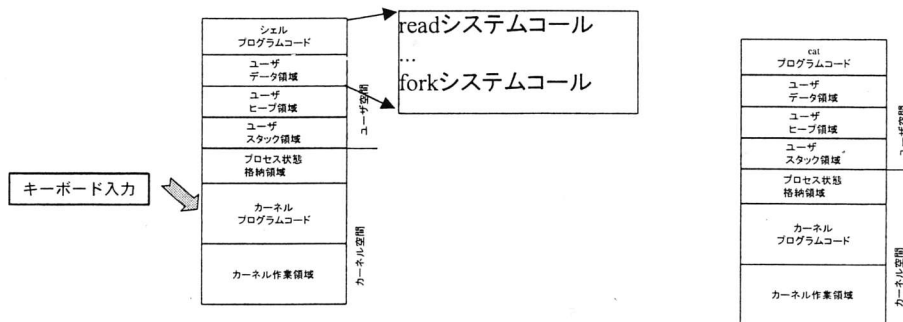 シェル
プログラムコード
ユーザ
データ領域
ユーザ
ヒープ領域
ユーザ
スタック領域
プロセス状態
格納領域
カーネル
プログラムコード
カーネル作業領域
ユーザ空間
カーネル空間
キーボード入力
readシステムコール
...
forkシステムコール
cat
プログラムコード
ユーザ
データ領域
ユーザ
ヒープ領域
ユーザ
スタック領域
プロセス状態
格納領域
カーネル
プログラムコード
カーネル作業領域
ユーザ空間
カーネル空間